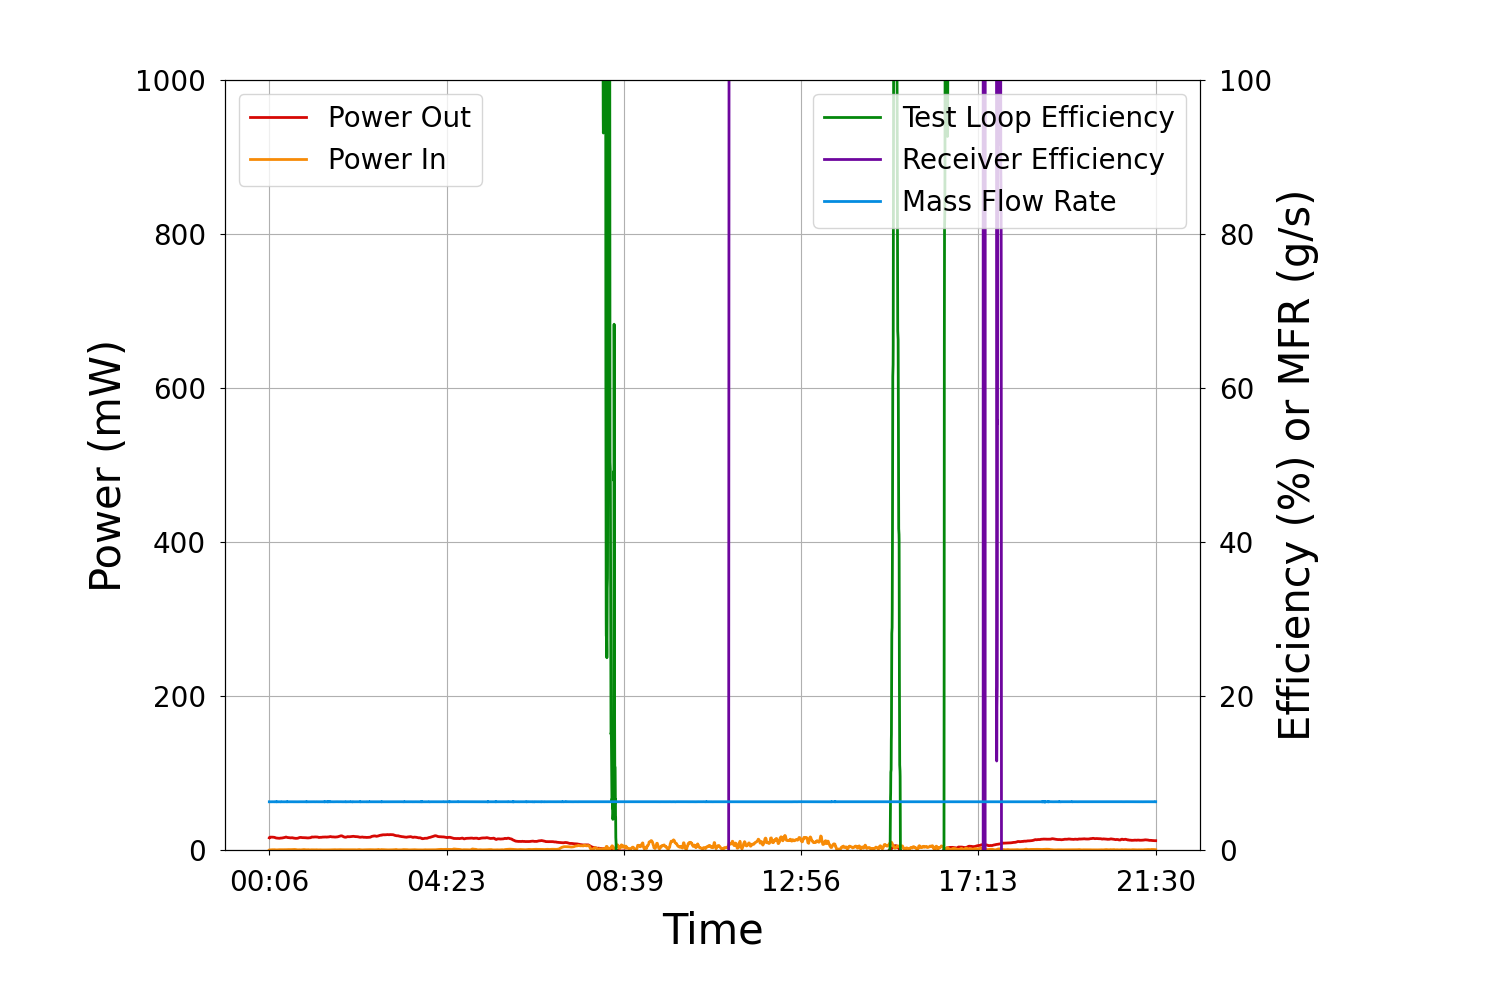 1000
800
600
400
200
0
Power (mW)
Power Out
Power In
Test Loop Efficiency
Receiver Efficiency
Mass Flow Rate
100
80
60
40
20
0
Efficiency (%) or MFR (g/s)
00:06 04:23 08:39 12:56 17:13 21:30
Time